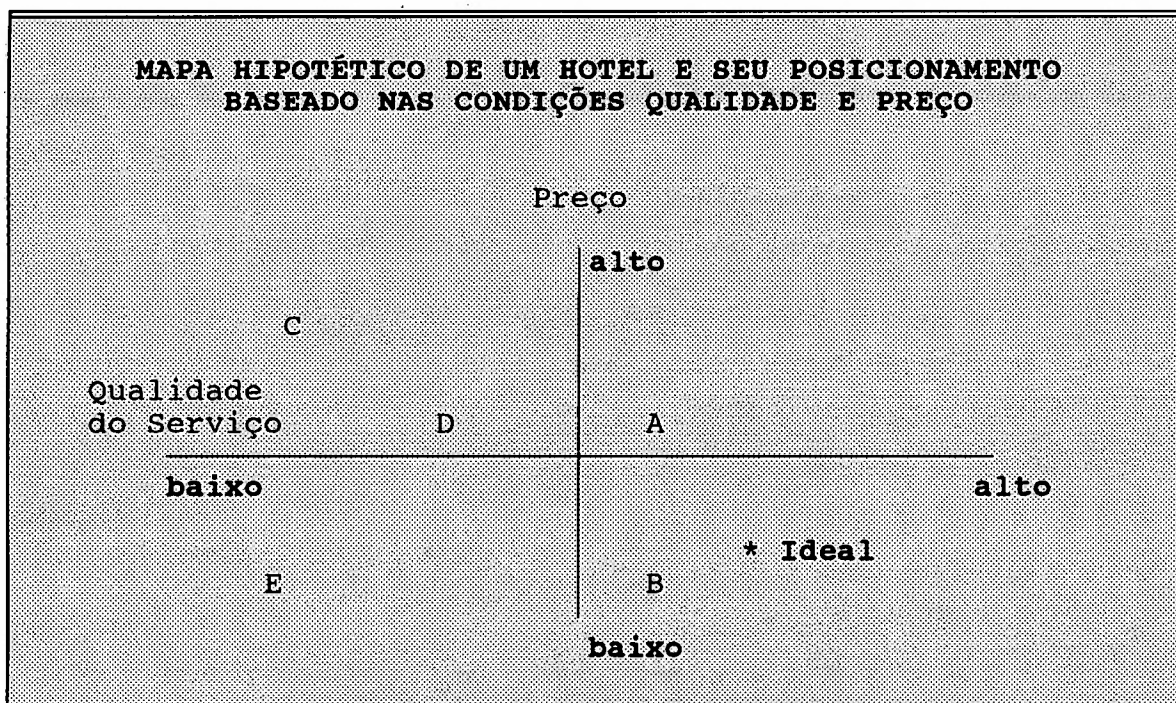 MAPA HIPOTÉTICO DE UM HOTEL E SEU POSICIONAMENTO
BASEADO NAS CONDIÇÕES QUALIDADE E PREÇO
Preço
alto
C
Qualidade
do Serviço
D
A
baixo
alto
* Ideal
E
B
baixo